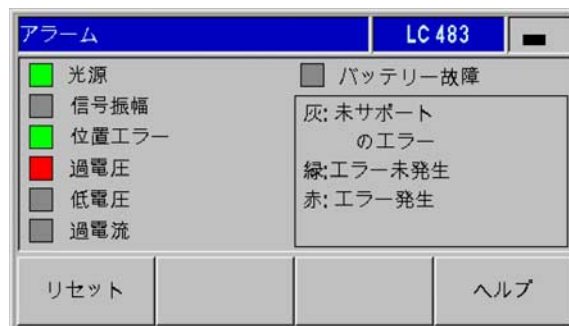 アラーム
LC 483
光源
信号振幅
位置エラー
過電圧
低電圧
過電流
バッテリー故障
灰: 未サポート
のエラー
緑:エラー未発生
赤: エラー発生
リセット
ヘルプ